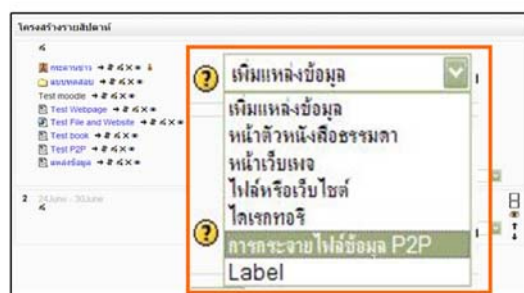 โครงสร้างรายสัปดาห์
กระดานข่าว
แบบทดสอบ
Test moodle
Test Webpage
Test File and Website
Test book
Test P2P
แหล่งข้อมูล
2 24 June - 30 June
เพิ่มแหล่งข้อมูล
เพิ่มแหล่งข้อมูล
หน้าตัวหนังสือธรรมดา
หน้าเว็บเพจ
ไฟล์หรือเว็บไซต์
ไดเรกทอรี
การกระจายไฟล์ข้อมูล P2P
Label